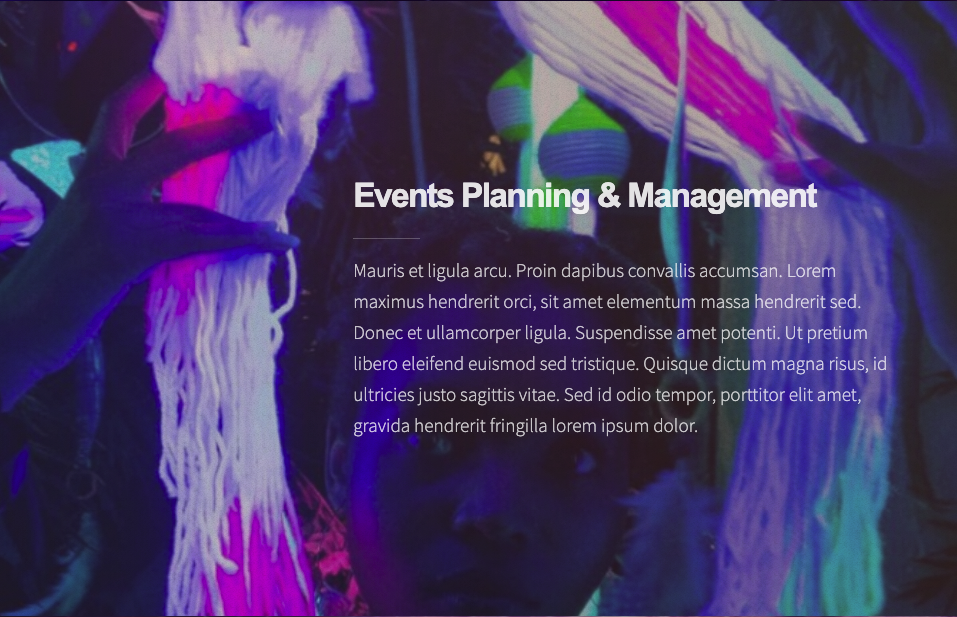 Events Planning & Management
Mauris et ligula arcu. Proin dapibus convallis accumsan. Lorem
maximus hendrerit orci, sit amet elementum massa hendrerit sed.
Donec et ullamcorper ligula. Suspendisse amet potenti. Ut pretium
libero eleifend euismod sed tristique. Quisque dictum magna risus, id
ultricies justo sagittis vitae. Sed id odio tempor, porttitor elit amet,
gravida hendrerit fringilla lorem ipsum dolor.